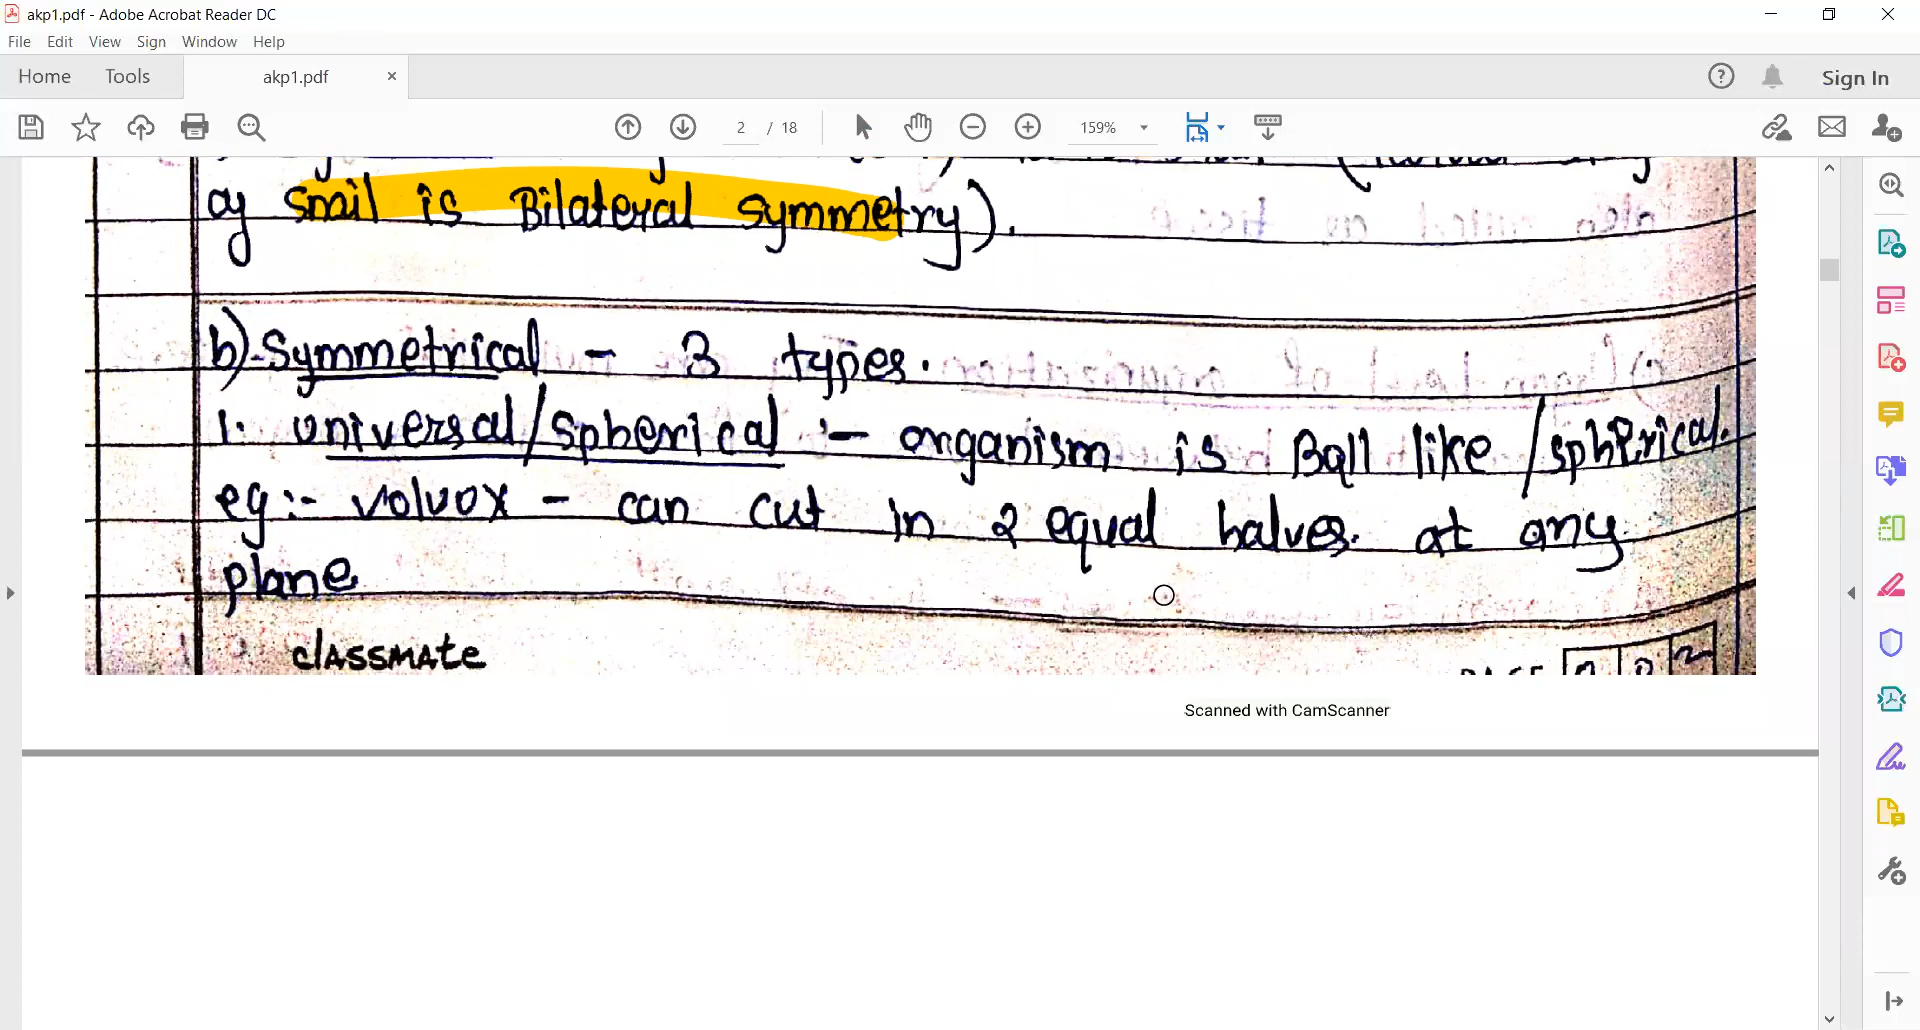 akp1.pdf - Adobe Acrobat Reader DC
File Edit View Sign Window Help
Home Tools akp1.pdf Sign In
2 / 18 159%
of snail is Bilateral symmetry).
b) Symmetrical - 3 types.
1. universal/spherical :- organism is Ball like /spherical.
eg :- volvox - can cut in 2 equal halves. at any
plane
classmate
Scanned with CamScanner